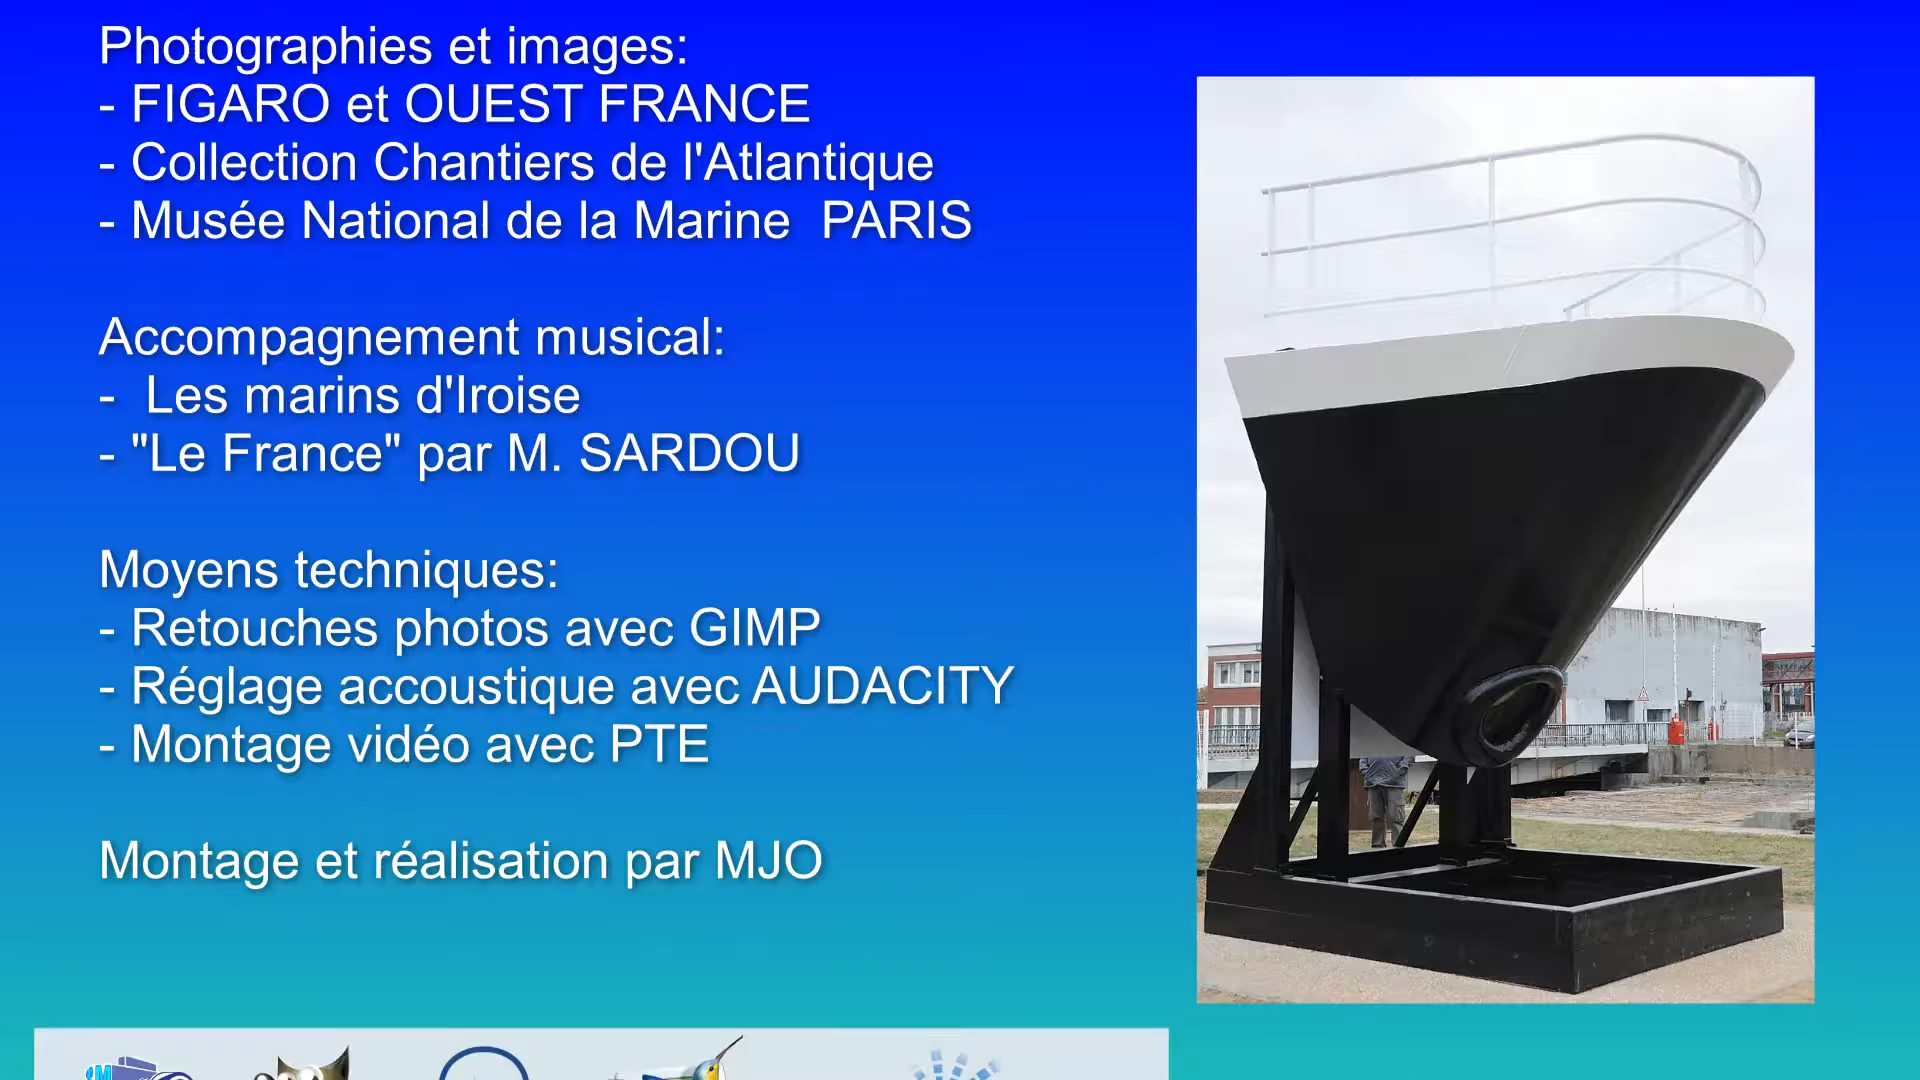 Photographies et images:
- FIGARO et OUEST FRANCE
- Collection Chantiers de l'Atlantique
- Musée National de la Marine  PARIS
Accompagnement musical:
-  Les marins d'Iroise
- "Le France" par M. SARDOU
Moyens techniques:
- Retouches photos avec GIMP
- Réglage accoustique avec AUDACITY
- Montage vidéo avec PTE
Montage et réalisation par MJO